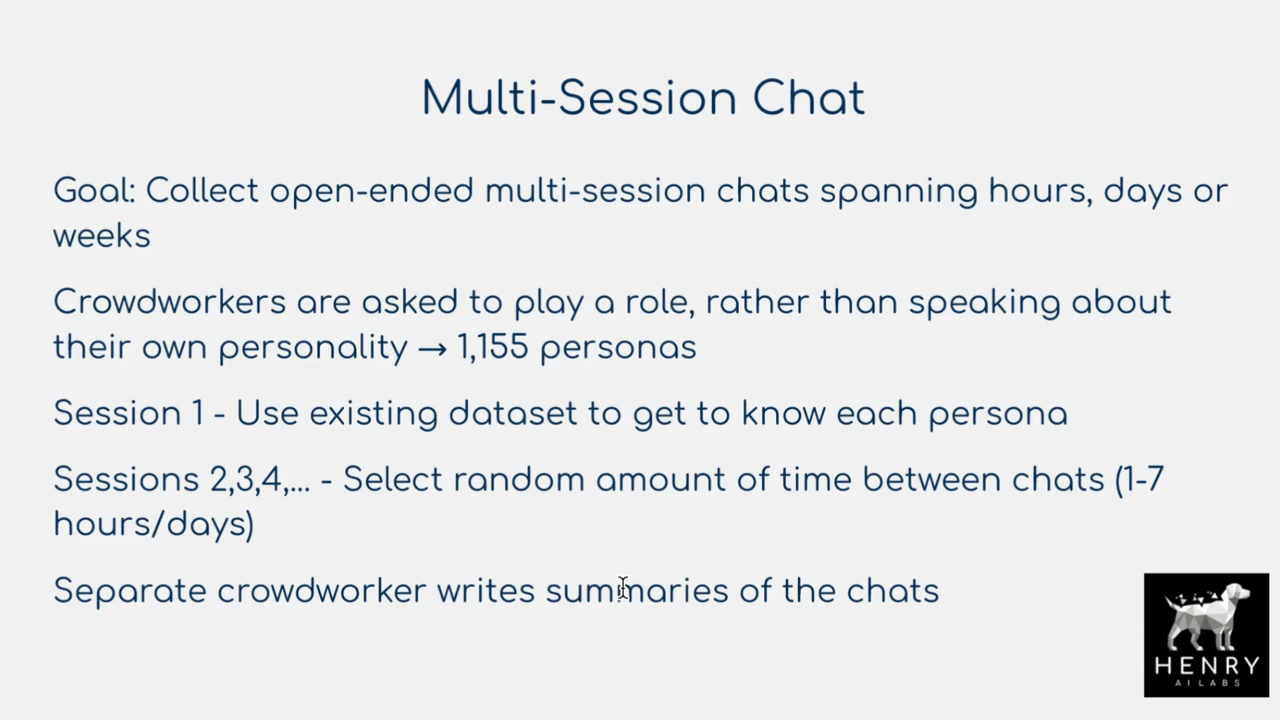 Multi-Session Chat
Goal: Collect open-ended multi-session chats spanning hours, days or
weeks
Crowdworkers are asked to play a role, rather than speaking about
their own personality → 1,155 personas
Session 1 - Use existing dataset to get to know each persona
Sessions 2,3,4,... - Select random amount of time between chats (1-7
hours/days)
Separate crowdworker writes summaries of the chats
HENRY
AI LABS